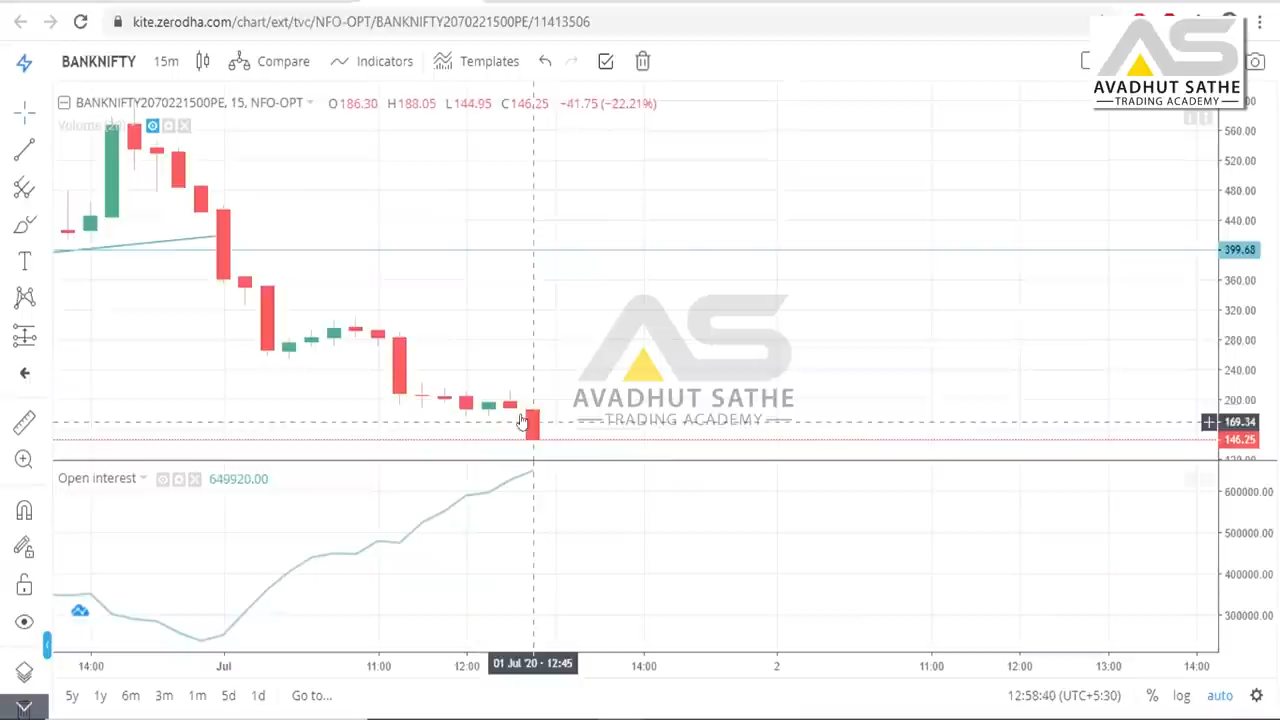 kite.zerodha.com/chart/ext/tvc/NFO-OPT/BANKNIFTY2070221500PE/11413506
BANKNIFTY 15m Compare Indicators Templates
AVADHUT SATHE
TRADING ACADEMY
BANKNIFTY2070221500PE, 15, NFO-OPT O186.30 H188.05 L144.95 C146.25 -41.75 (-22.21%)
Volume (20)
560.00
520.00
480.00
440.00
399.68
360.00
320.00
280.00
240.00
200.00
169.34
146.25
AVADHUT SATHE
TRADING ACADEMY
Open interest 649920.00
600000.00
500000.00
400000.00
300000.00
14:00 Jul 11:00 12:00 01 Jul '20 - 12:45 14:00 2 11:00 12:00 13:00 14:00
5y 1y 6m 3m 1m 5d 1d Go to... 12:58:40 (UTC+5:30) % log auto